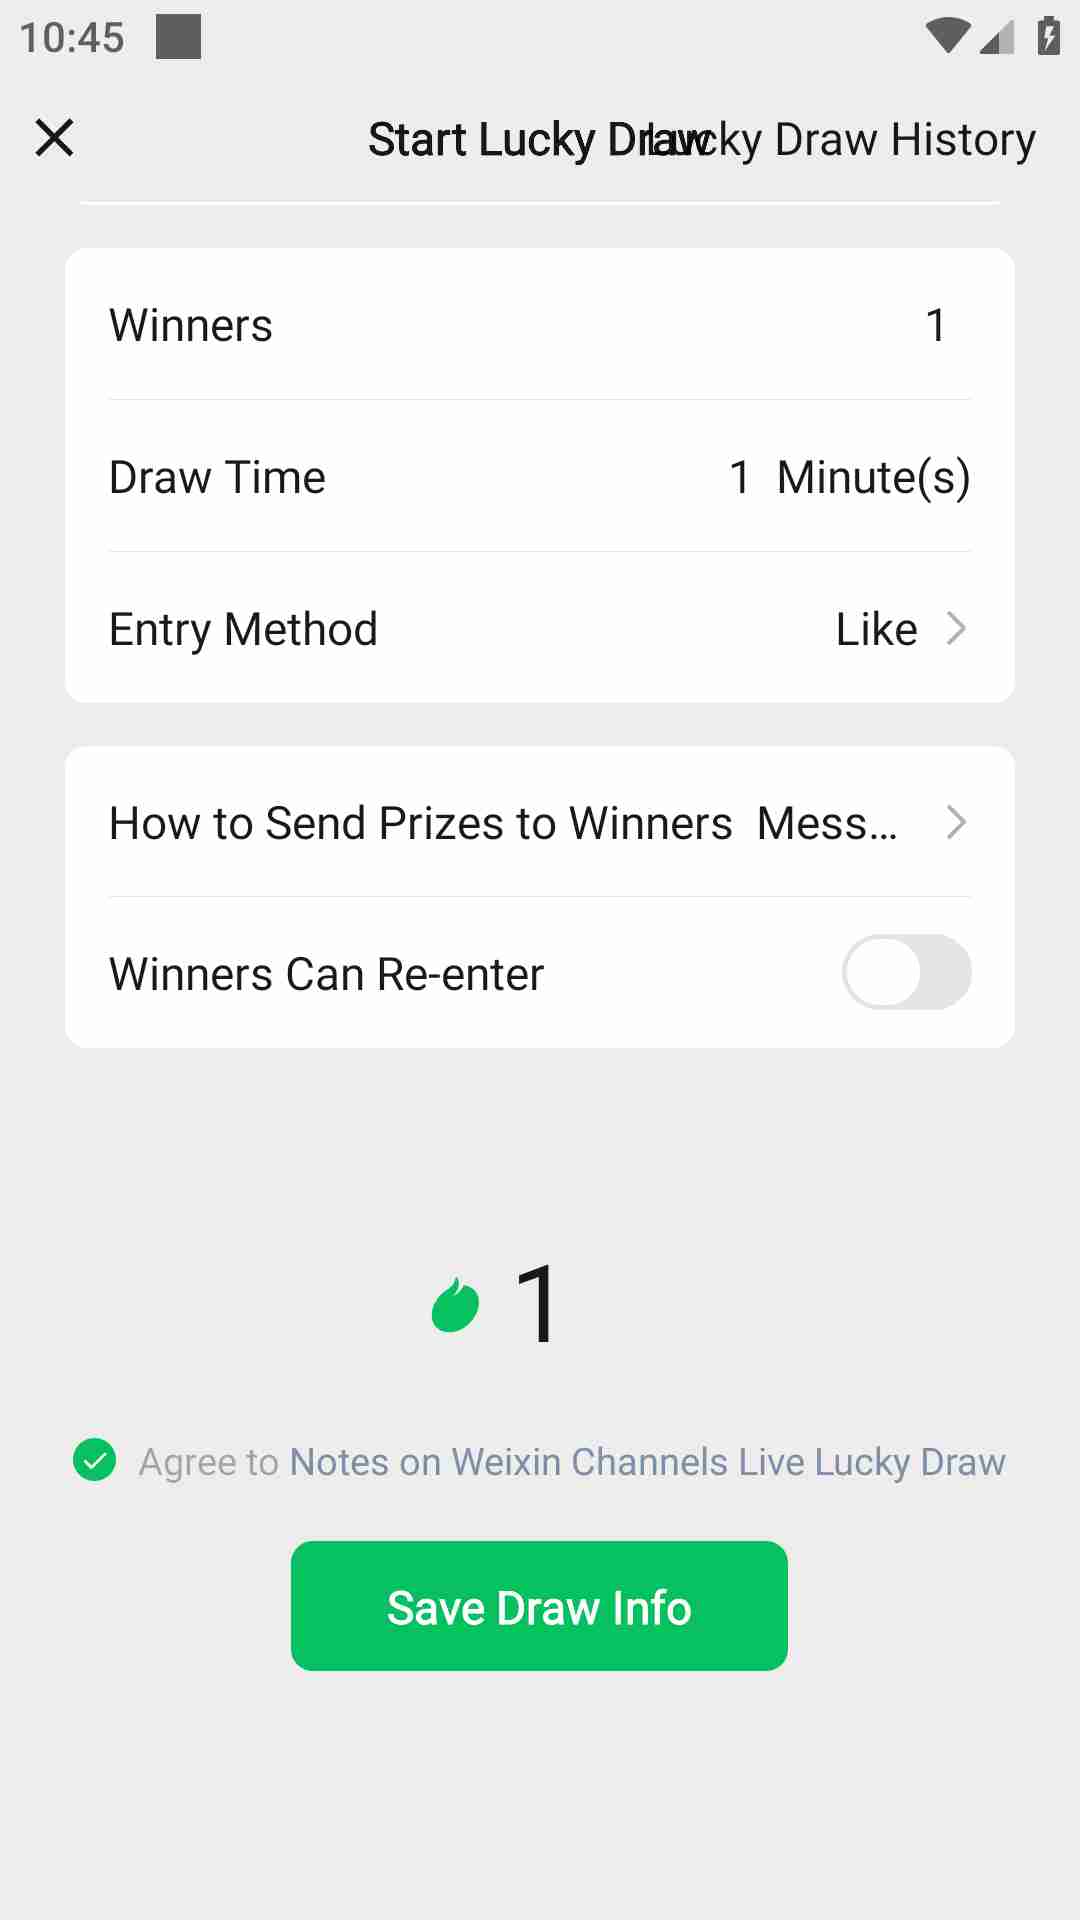 10:45
Start Lucky Draw
Lucky Draw History
Winners 1
Draw Time 1 Minute(s)
Entry Method Like
How to Send Prizes to Winners Mess...
Winners Can Re-enter
1
Agree to Notes on Weixin Channels Live Lucky Draw
Save Draw Info